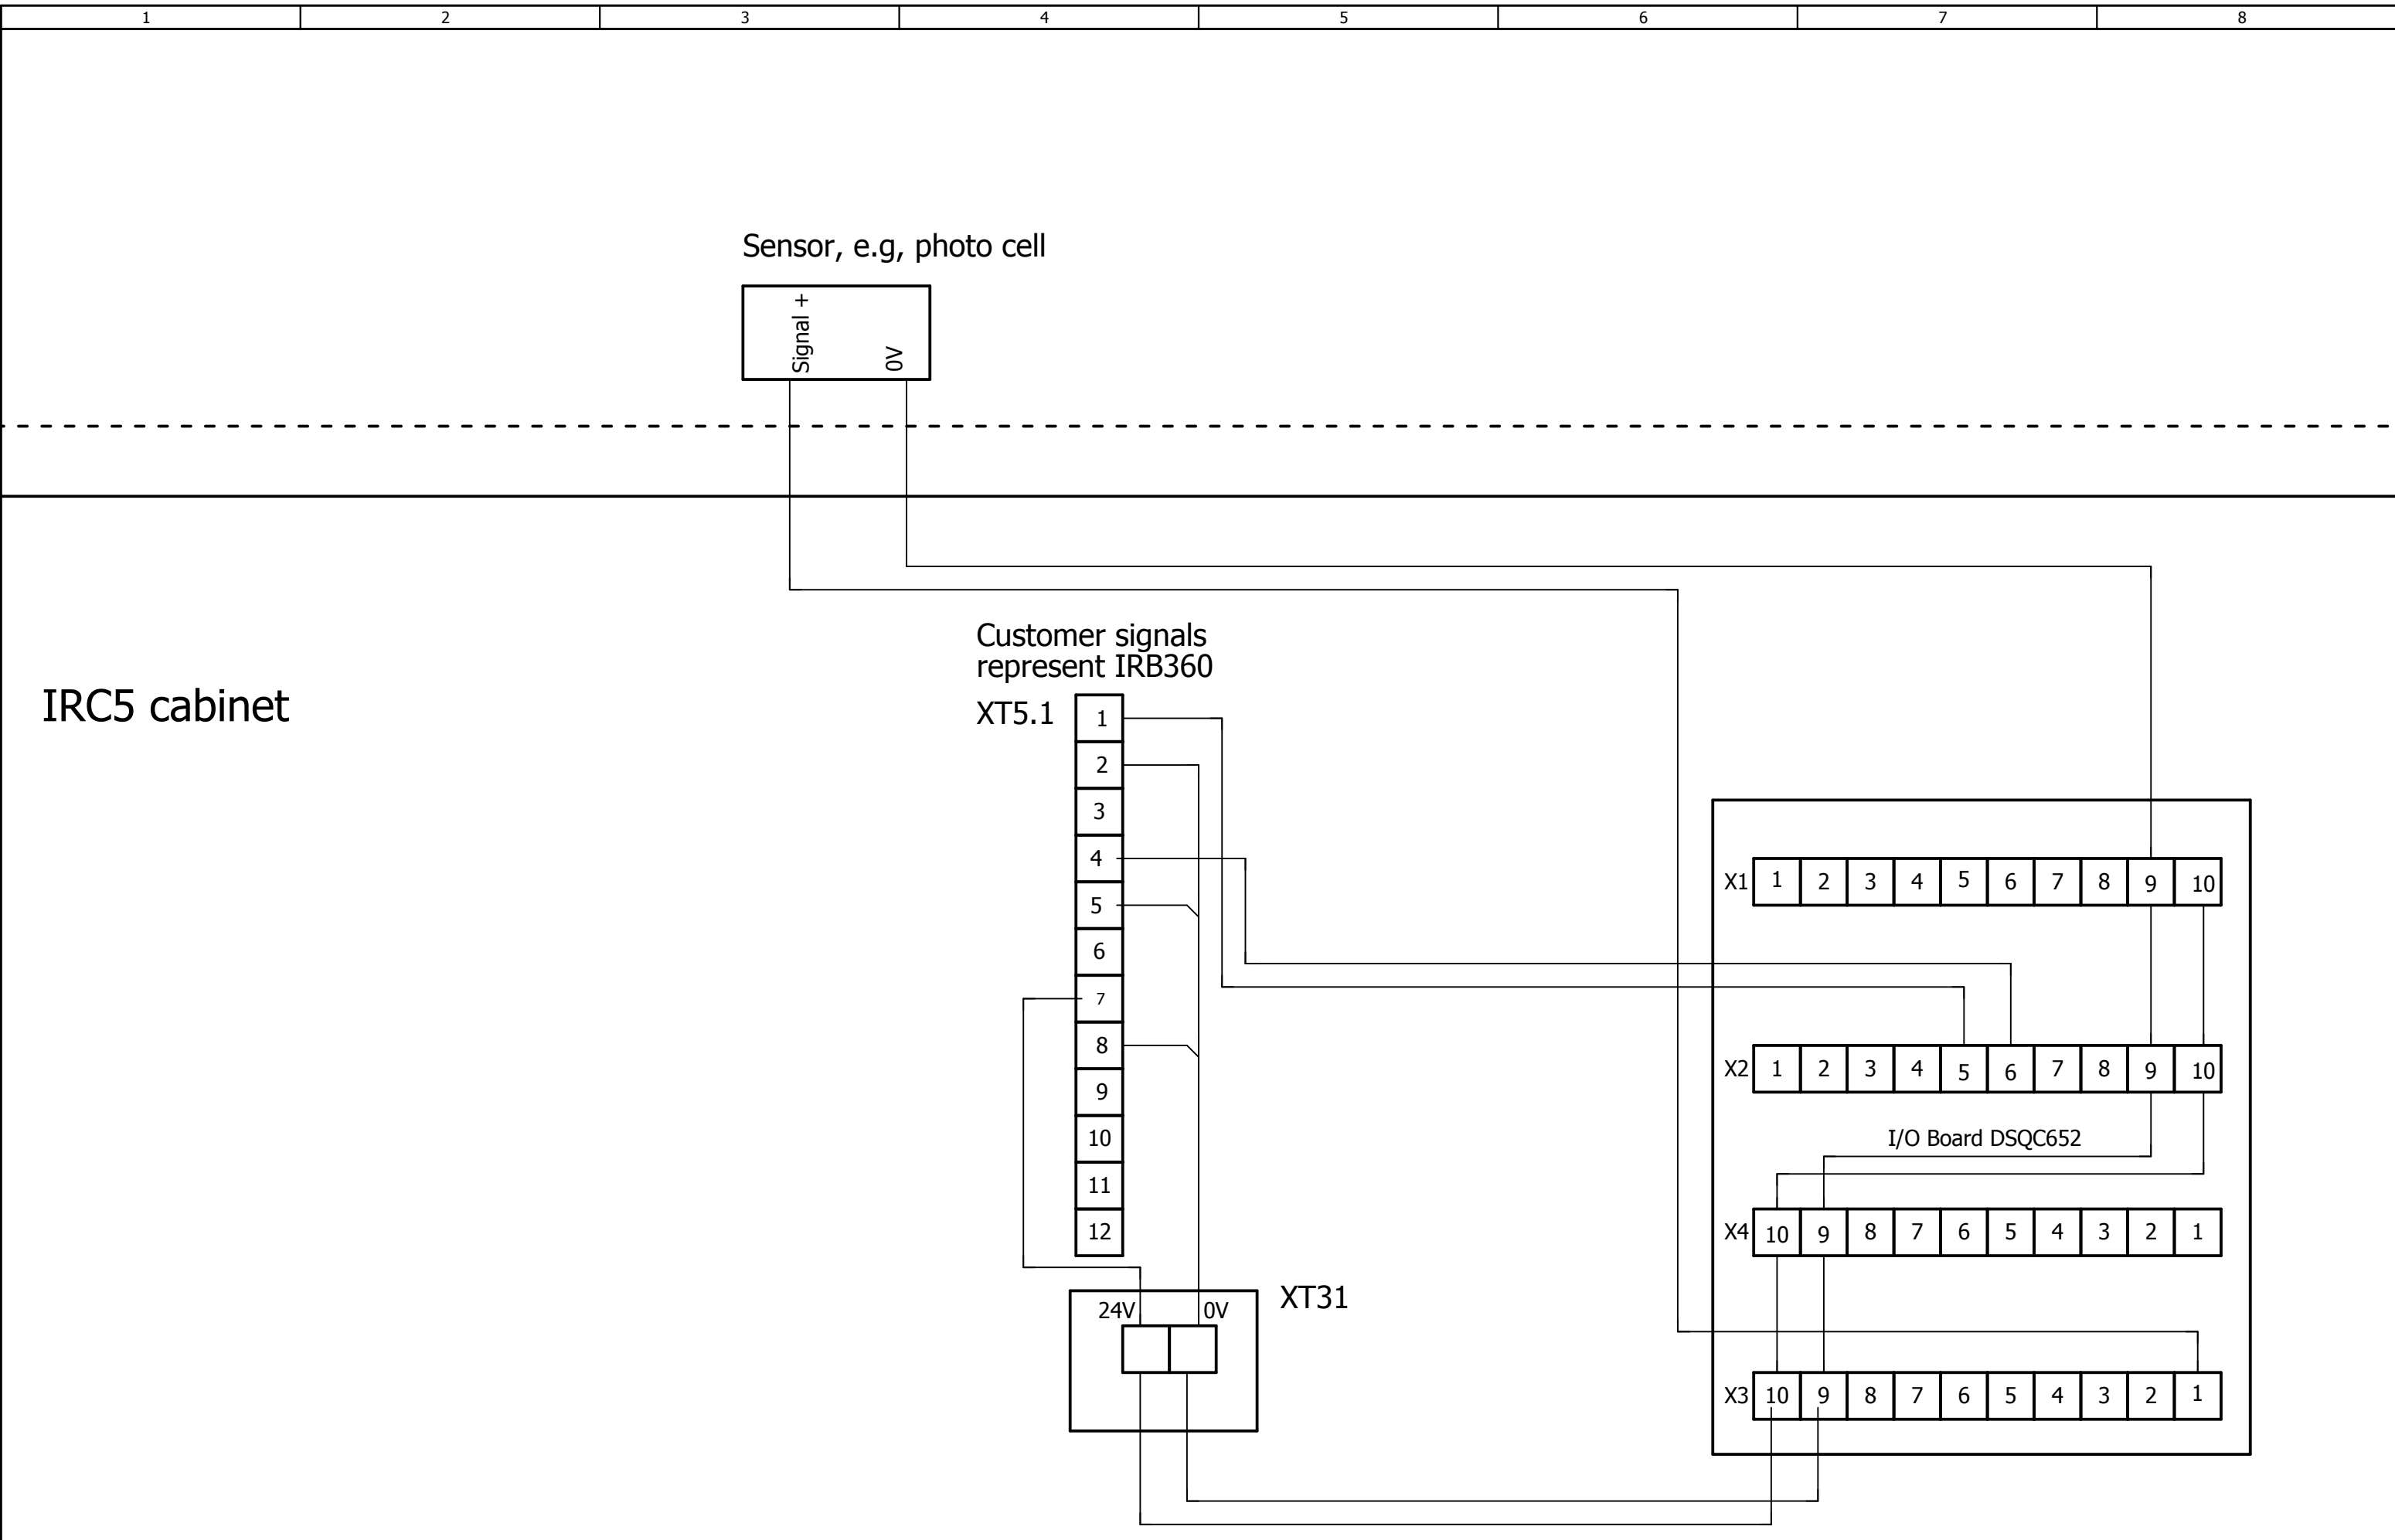 1 2 3 4 5 6 7 8
Sensor, e.g, photo cell
Signal +
0V
Customer signals
represent IRB360
IRC5 cabinet
XT5.1
1
2
3
4
5
6
7
8
9
10
11
12
X1 1 2 3 4 5 6 7 8 9 10
X2 1 2 3 4 5 6 7 8 9 10
I/O Board DSQC652
X4 10 9 8 7 6 5 4 3 2 1
XT31
24V 0V
X3 10 9 8 7 6 5 4 3 2 1